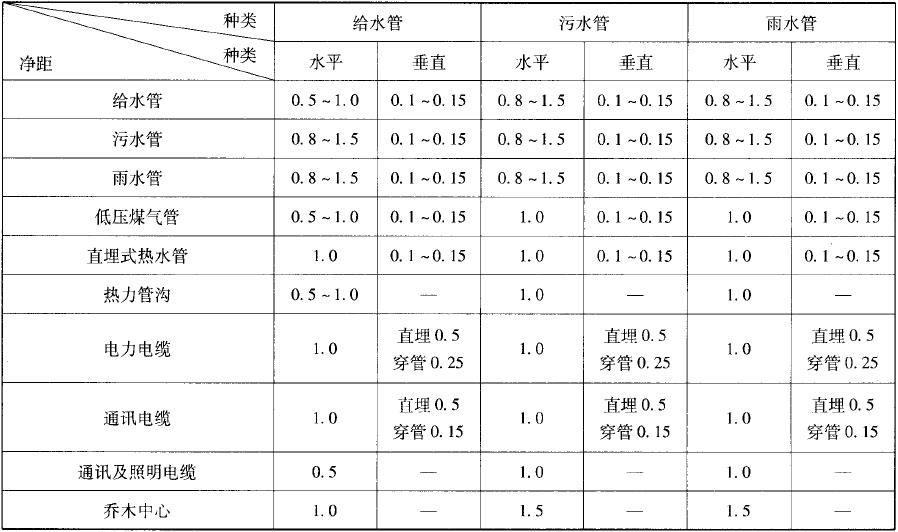 种类 给水管 污水管 雨水管
净距 种类 水平 垂直 水平 垂直 水平 垂直
给水管 0.5~1.0 0.1~0.15 0.8~1.5 0.1~0.15 0.8~1.5 0.1~0.15
污水管 0.8~1.5 0.1~0.15 0.8~1.5 0.1~0.15 0.8~1.5 0.1~0.15
雨水管 0.8~1.5 0.1~0.15 0.8~1.5 0.1~0.15 0.8~1.5 0.1~0.15
低压煤气管 0.5~1.0 0.1~0.15 1.0 0.1~0.15 1.0 0.1~0.15
直埋式热水管 1.0 0.1~0.15 1.0 0.1~0.15 1.0 0.1~0.15
热力管沟 0.5~1.0 — 1.0 — 1.0 —
电力电缆 1.0 直埋0.5 穿管0.25 1.0 直埋0.5 穿管0.25 1.0 直埋0.5 穿管0.25
通讯电缆 1.0 直埋0.5 穿管0.15 1.0 直埋0.5 穿管0.15 1.0 直埋0.5 穿管0.15
通讯及照明电缆 0.5 — 1.0 — 1.0 —
乔木中心 1.0 — 1.5 — 1.5 —